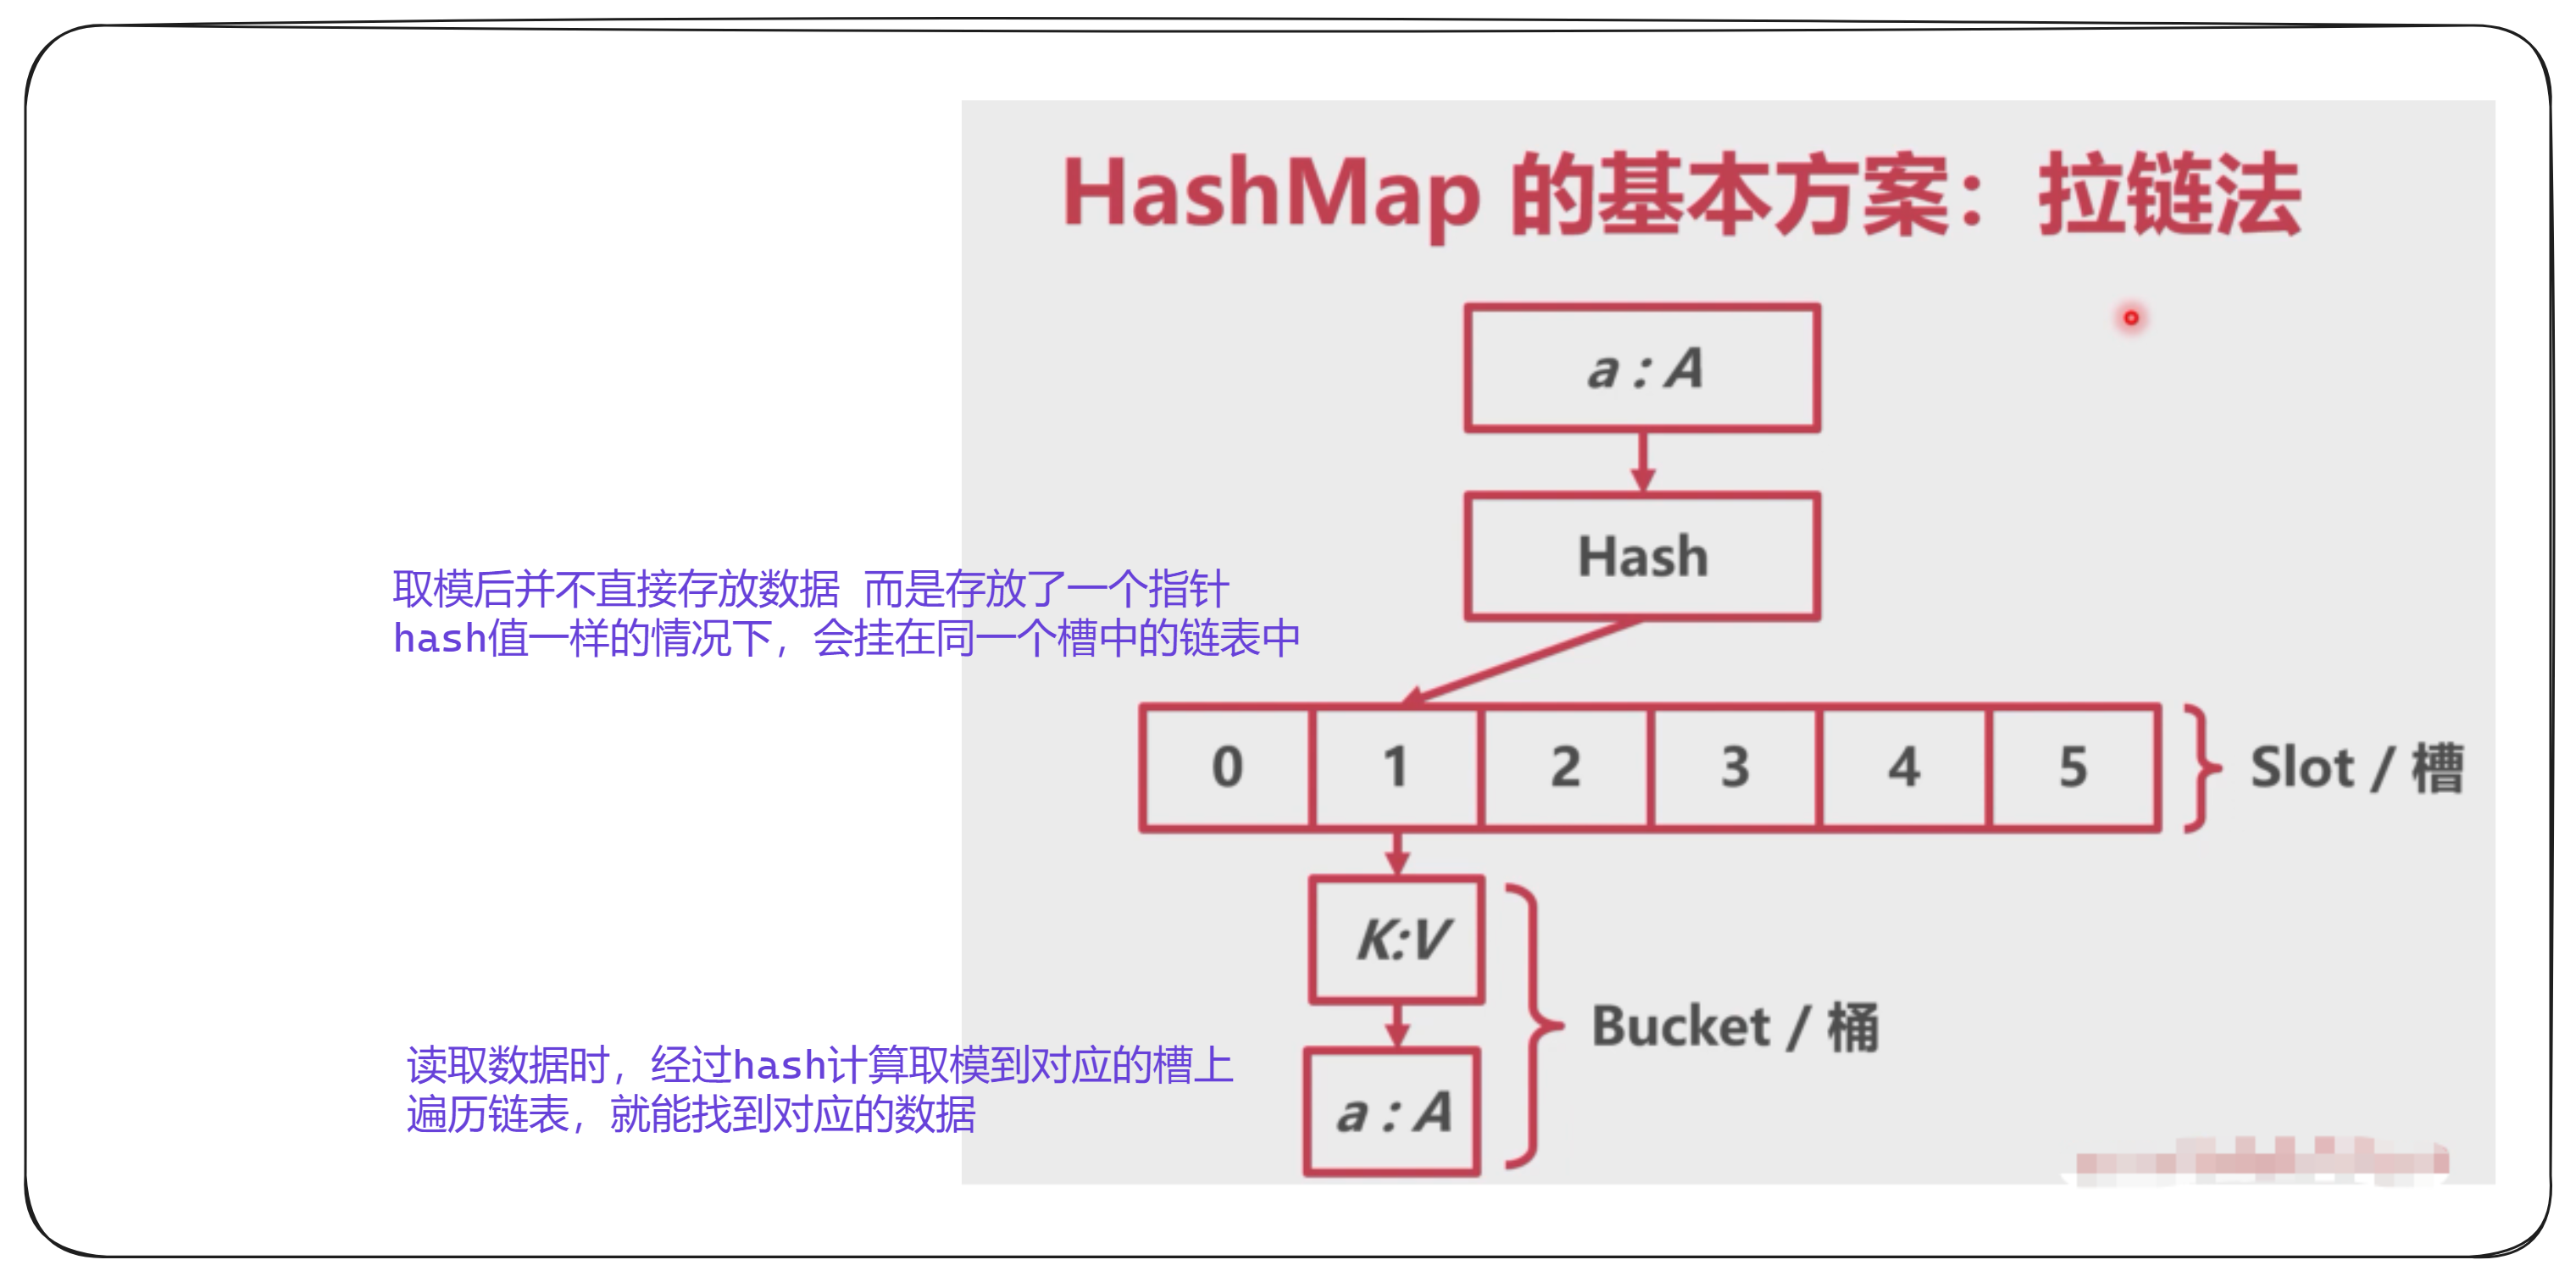 HashMap 的基本方案：拉链法
a : A
Hash
取模后并不直接存放数据 而是存放了一个指针
hash值一样的情况下，会挂在同一个槽中的链表中
0 1 2 3 4 5 Slot / 槽
K:V
Bucket / 桶
读取数据时，经过hash计算取模到对应的槽上
遍历链表，就能找到对应的数据
a : A